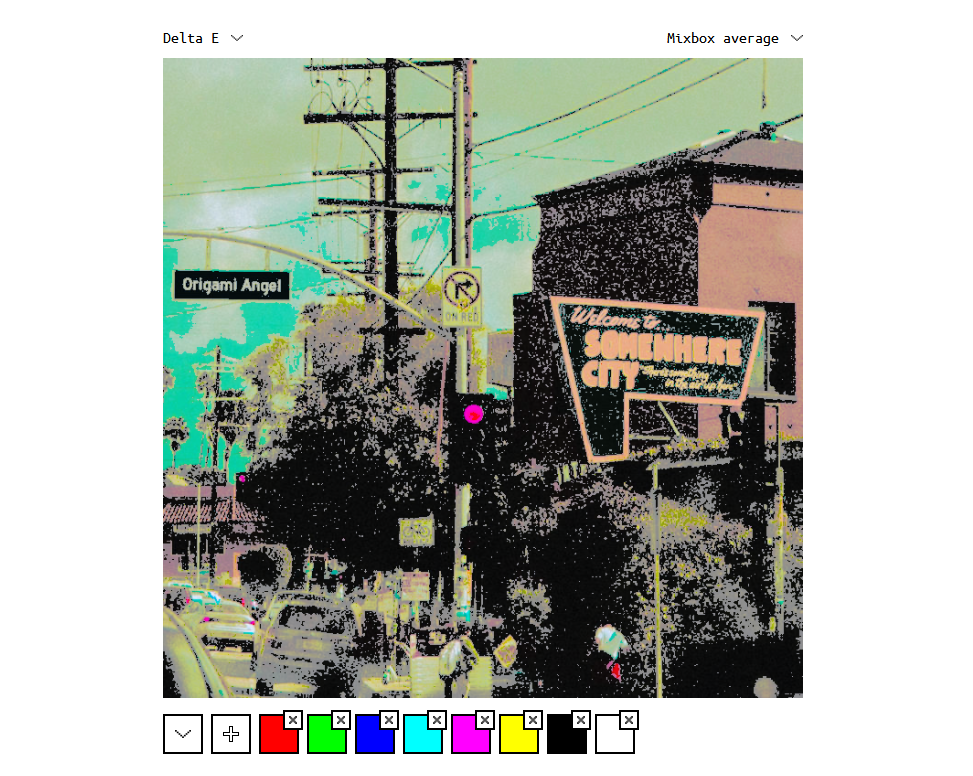 Delta E
Mixbox average
Origami Angel
ON RED
Welcome to
SOMEWHERE
CITY